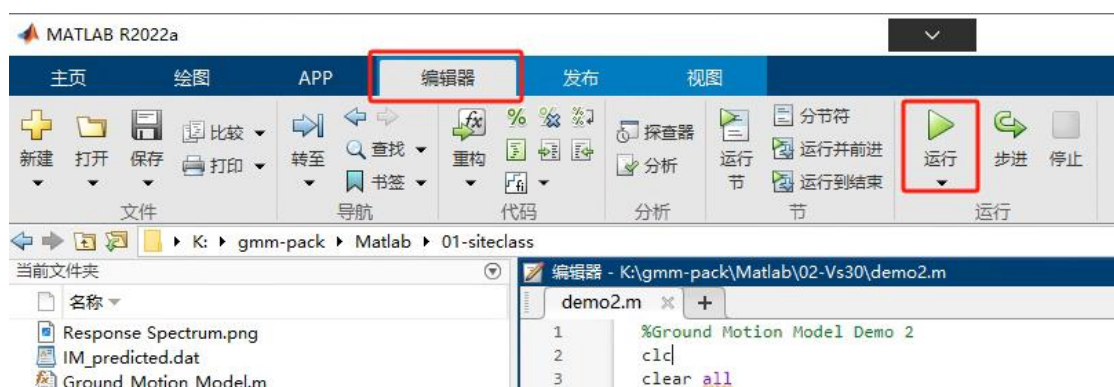 MATLAB R2022a
主页 绘图 APP 编辑器 发布 视图
新建 打开 保存 比较 打印
转至 查找 书签
重构 fx fi
探查器 分析
运行节 分节符 运行并前进 运行到结束
运行 步进 停止
文件 导航 代码 分析 节 运行
K: gmm-pack Matlab 01-siteclass
当前文件夹
名称
Response Spectrum.png
IM_predicted.dat
Ground Motion Model.m
编辑器 - K:\gmm-pack\Matlab\02-Vs30\demo2.m
demo2.m × +
1 %Ground Motion Model Demo 2
2 clc
3 clear all